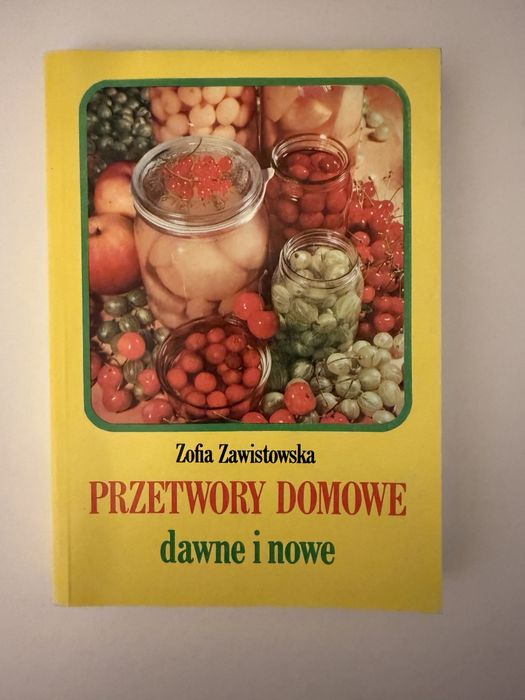 Zofia Zawistowska
PRZETWORY DOMOWE
dawne i nowe